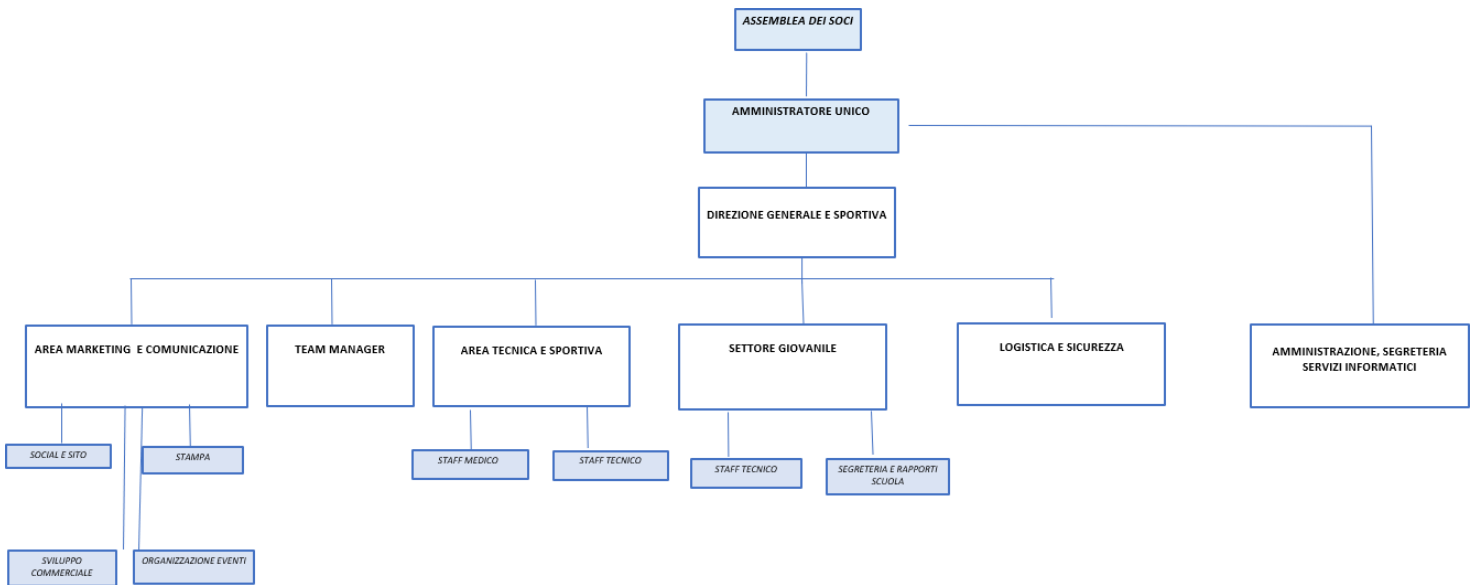 ASSEMBLEA DEI SOCI
AMMINISTRATORE UNICO
DIREZIONE GENERALE E SPORTIVA
AREA MARKETING E COMUNICAZIONE
TEAM MANAGER
AREA TECNICA E SPORTIVA
SETTORE GIOVANILE
LOGISTICA E SICUREZZA
AMMINISTRAZIONE, SEGRETERIA
SERVIZI INFORMATICI
SOCIAL E SITO
STAMPA
STAFF MEDICO
STAFF TECNICO
STAFF TECNICO
SEGRETERIA E RAPPORTI
SCUOLA
SVILUPPO
COMMERCIALE
ORGANIZZAZIONE EVENTI